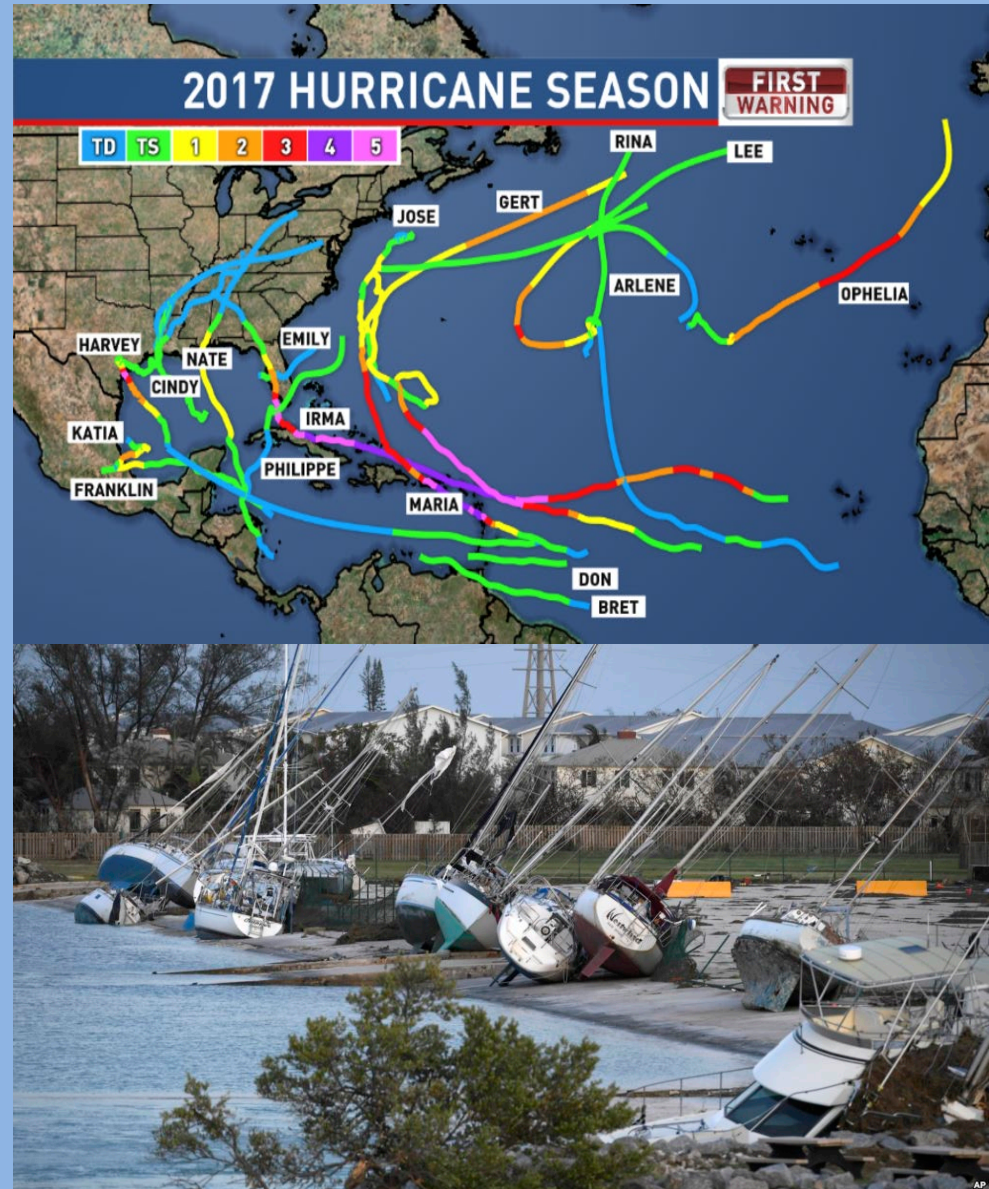 2017 HURRICANE SEASON
FIRST
WARNING
TD TS 1 2 3 4 5
RINA
LEE
GERT
JOSE
ARLENE
OPHELIA
HARVEY
NATE
EMILY
CINDY
IRMA
KATIA
PHILIPPE
FRANKLIN
MARIA
DON
BRET
AP